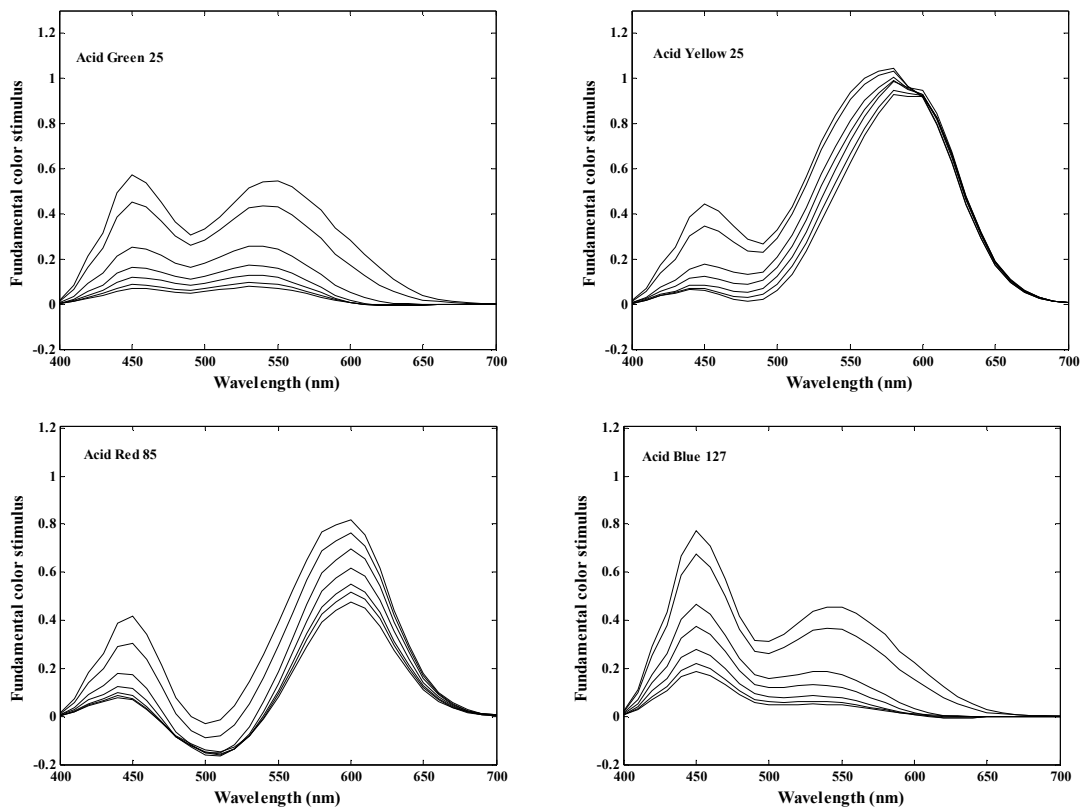 1.2
Acid Green 25
1
0.8
0.6
0.4
0.2
0
-0.2
400 450 500 550 600 650 700
Wavelength (nm)
Fundamental color stimulus
1.2
Acid Yellow 25
1
0.8
0.6
0.4
0.2
0
-0.2
400 450 500 550 600 650 700
Wavelength (nm)
Fundamental color stimulus
1.2
Acid Red 85
1
0.8
0.6
0.4
0.2
0
-0.2
400 450 500 550 600 650 700
Wavelength (nm)
Fundamental color stimulus
1.2
Acid Blue 127
1
0.8
0.6
0.4
0.2
0
-0.2
400 450 500 550 600 650 700
Wavelength (nm)
Fundamental color stimulus